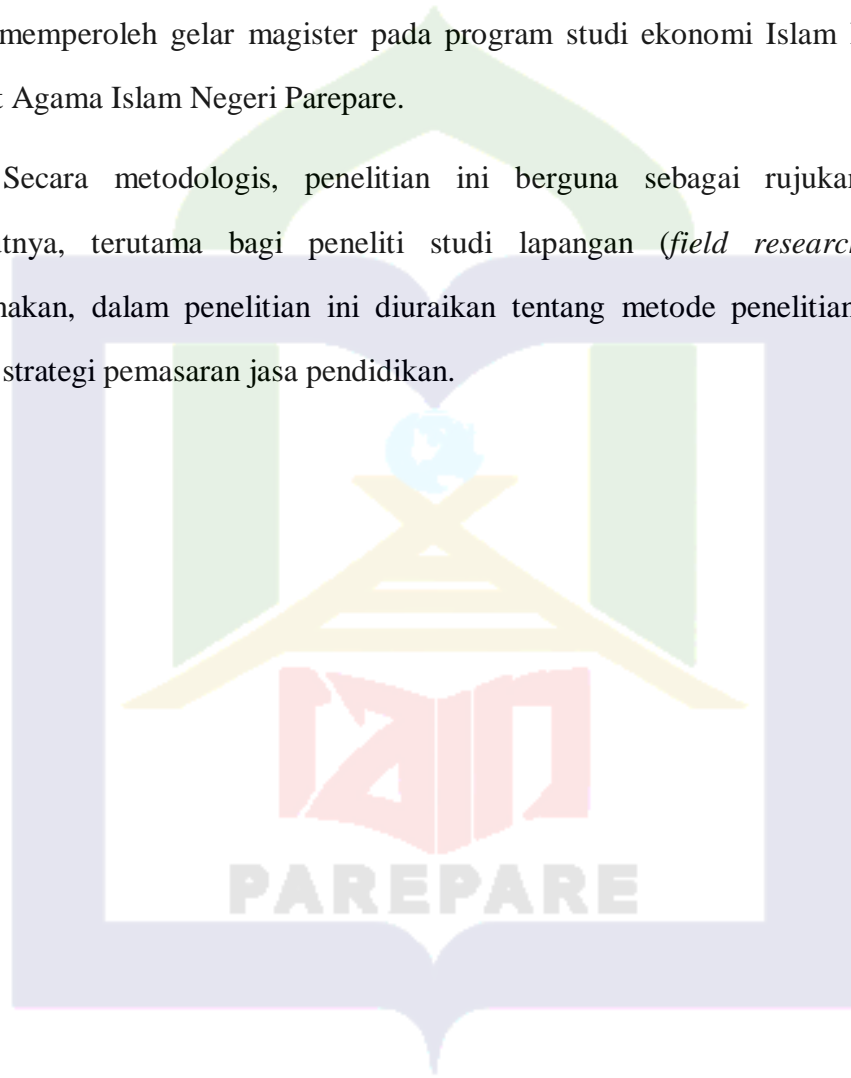 memperoleh gelar magister pada program studi ekonomi Islam
t Agama Islam Negeri Parepare.
Secara metodologis, penelitian ini berguna sebagai rujukan
tnya, terutama bagi peneliti studi lapangan (field research
nakan, dalam penelitian ini diuraikan tentang metode penelitian
strategi pemasaran jasa pendidikan.
iain
PAREPARE